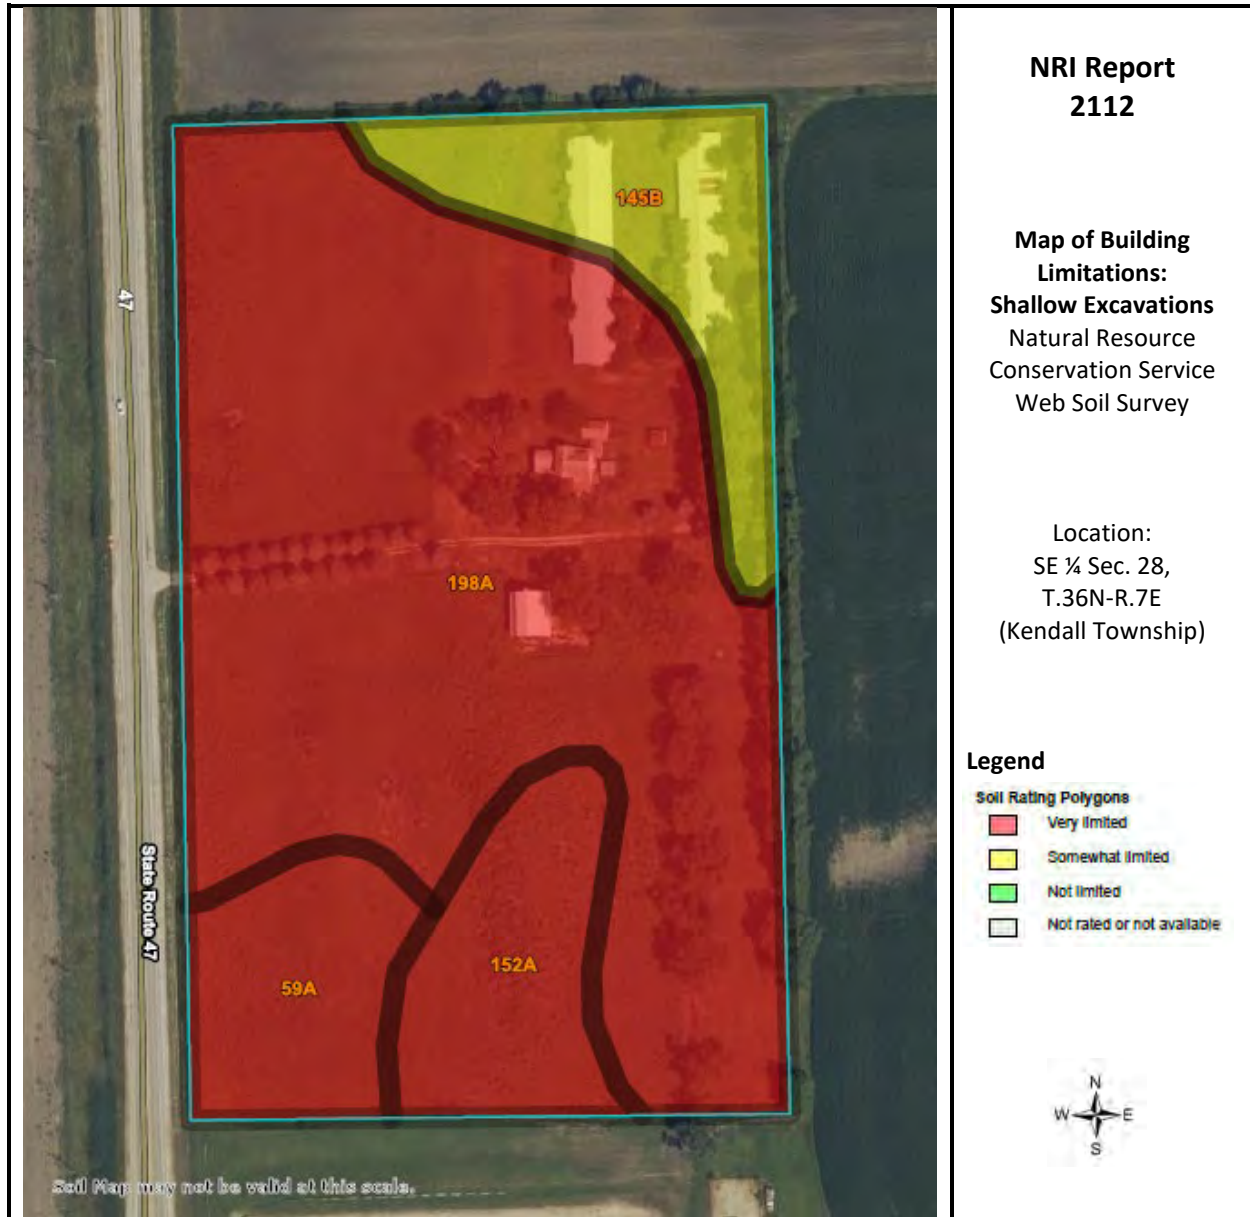 145B
47
198A
State Route 47
152A
59A
Soil Map may not be valid at this scale.
NRI Report
2112
Map of Building
Limitations:
Shallow Excavations
Natural Resource
Conservation Service
Web Soil Survey
Location:
SE ¼ Sec. 28,
T.36N-R.7E
(Kendall Township)
Legend
Soil Rating Polygons
Very limited
Somewhat limited
Not limited
Not rated or not available
N
W E
S